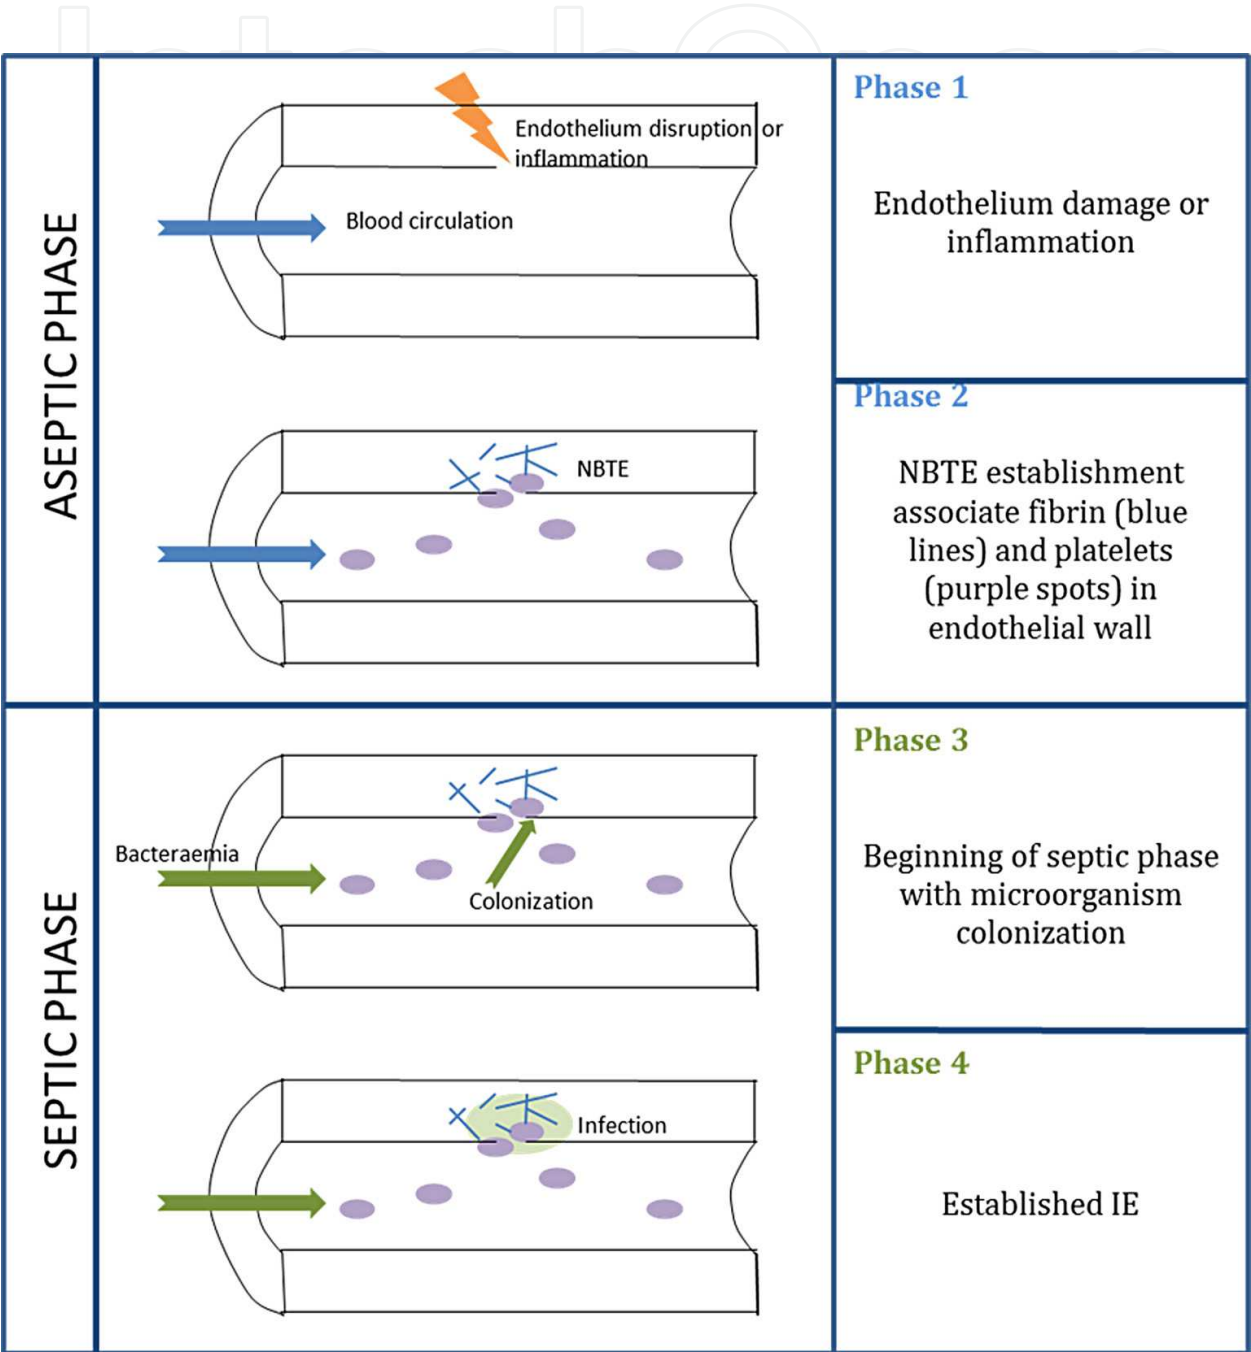 ASEPTIC PHASE
Endothelium disruption or
inflammation
Blood circulation
Phase 1
Endothelium damage or
inflammation
NBTE
Phase 2
NBTE establishment
associate fibrin (blue
lines) and platelets
(purple spots) in
endothelial wall
SEPTIC PHASE
Bacteraemia
Colonization
Phase 3
Beginning of septic phase
with microorganism
colonization
Infection
Phase 4
Established IE